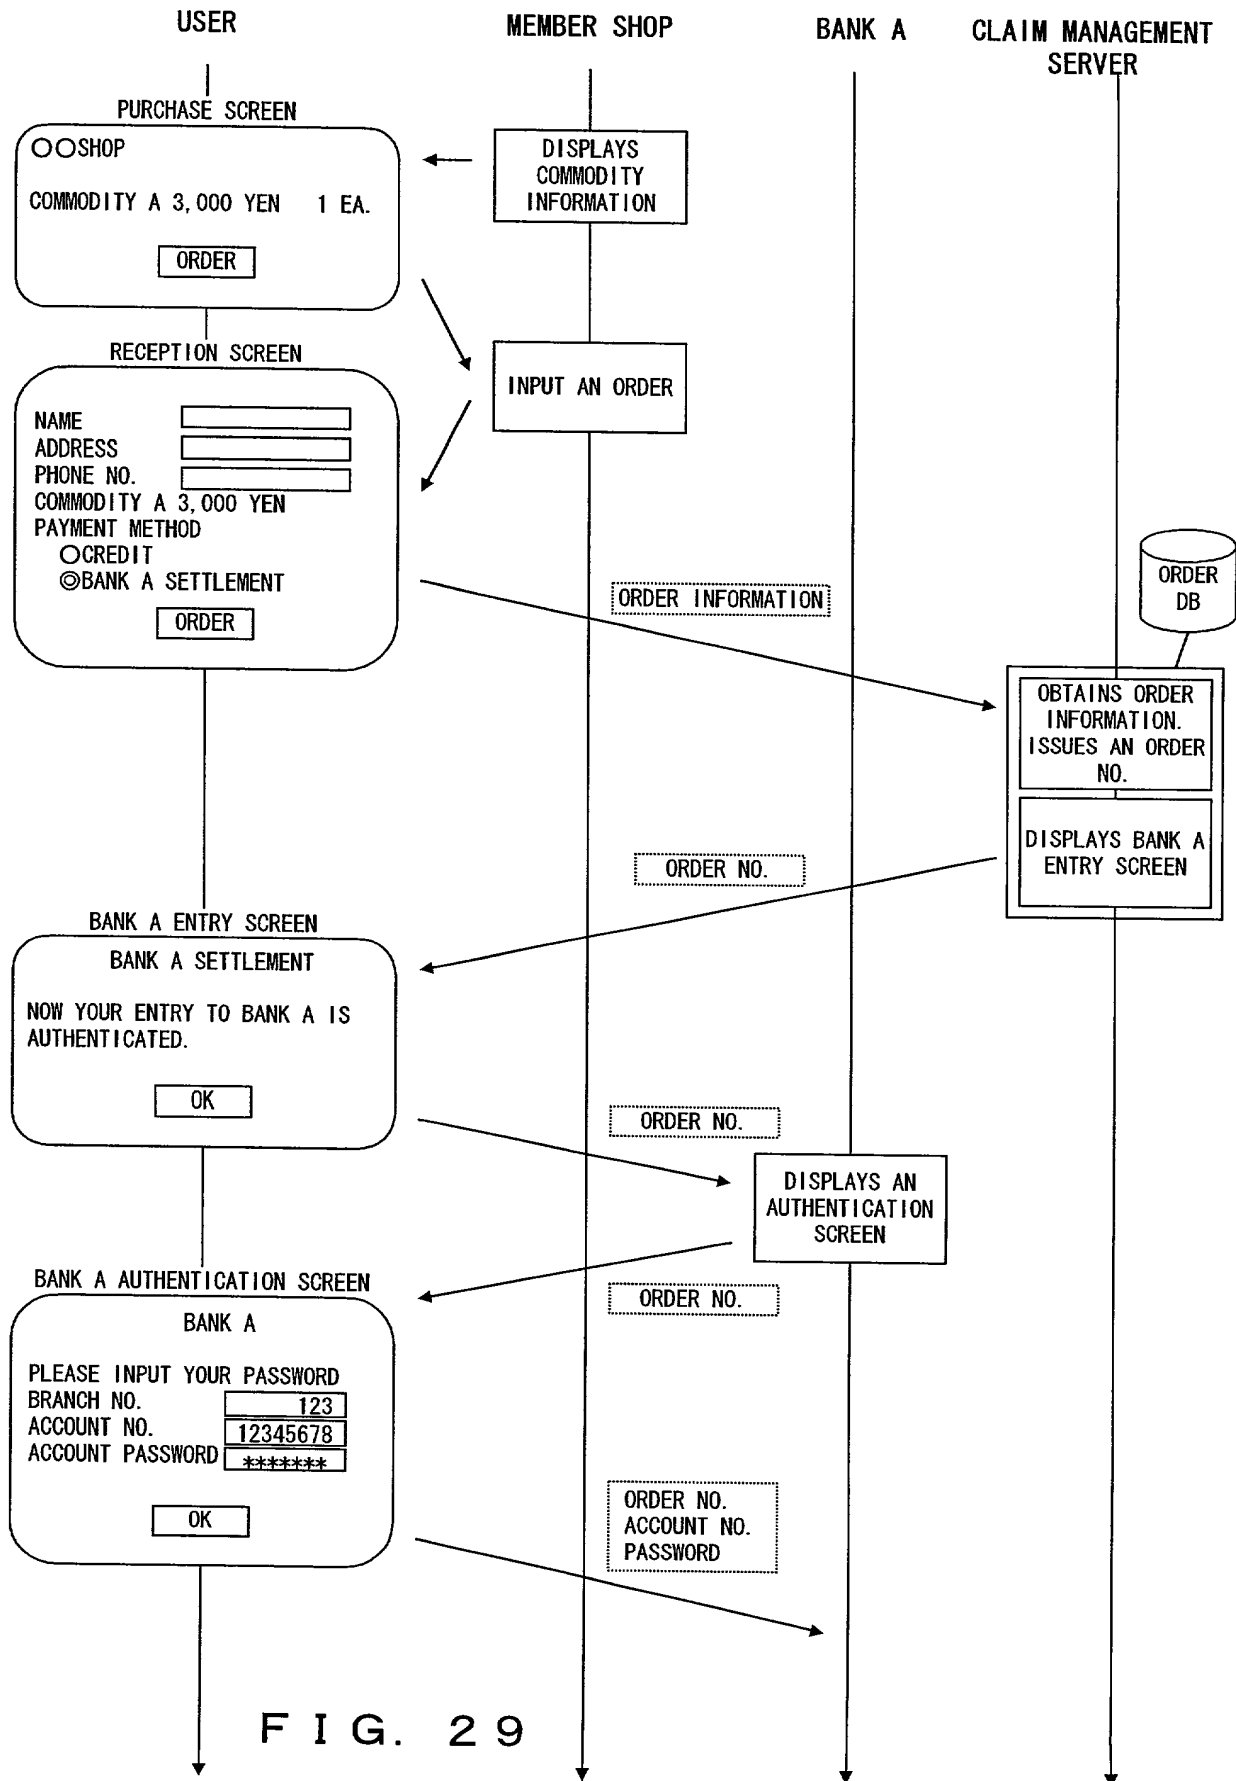 USER
MEMBER SHOP
BANK A
CLAIM MANAGEMENT
SERVER
PURCHASE SCREEN
○○SHOP
COMMODITY A 3,000 YEN 1 EA.
ORDER
DISPLAYS
COMMODITY
INFORMATION
RECEPTION SCREEN
INPUT AN ORDER
NAME
ADDRESS
PHONE NO.
COMMODITY A 3,000 YEN
PAYMENT METHOD
○CREDIT
◎BANK A SETTLEMENT
ORDER
ORDER INFORMATION
ORDER
DB
OBTAINS ORDER
INFORMATION.
ISSUES AN ORDER
NO.
DISPLAYS BANK A
ENTRY SCREEN
ORDER NO.
BANK A ENTRY SCREEN
BANK A SETTLEMENT
NOW YOUR ENTRY TO BANK A IS
AUTHENTICATED.
OK
ORDER NO.
DISPLAYS AN
AUTHENTICATION
SCREEN
ORDER NO.
BANK A AUTHENTICATION SCREEN
BANK A
PLEASE INPUT YOUR PASSWORD
BRANCH NO. 123
ACCOUNT NO. 12345678
ACCOUNT PASSWORD *******
OK
ORDER NO.
ACCOUNT NO.
PASSWORD
FIG. 29